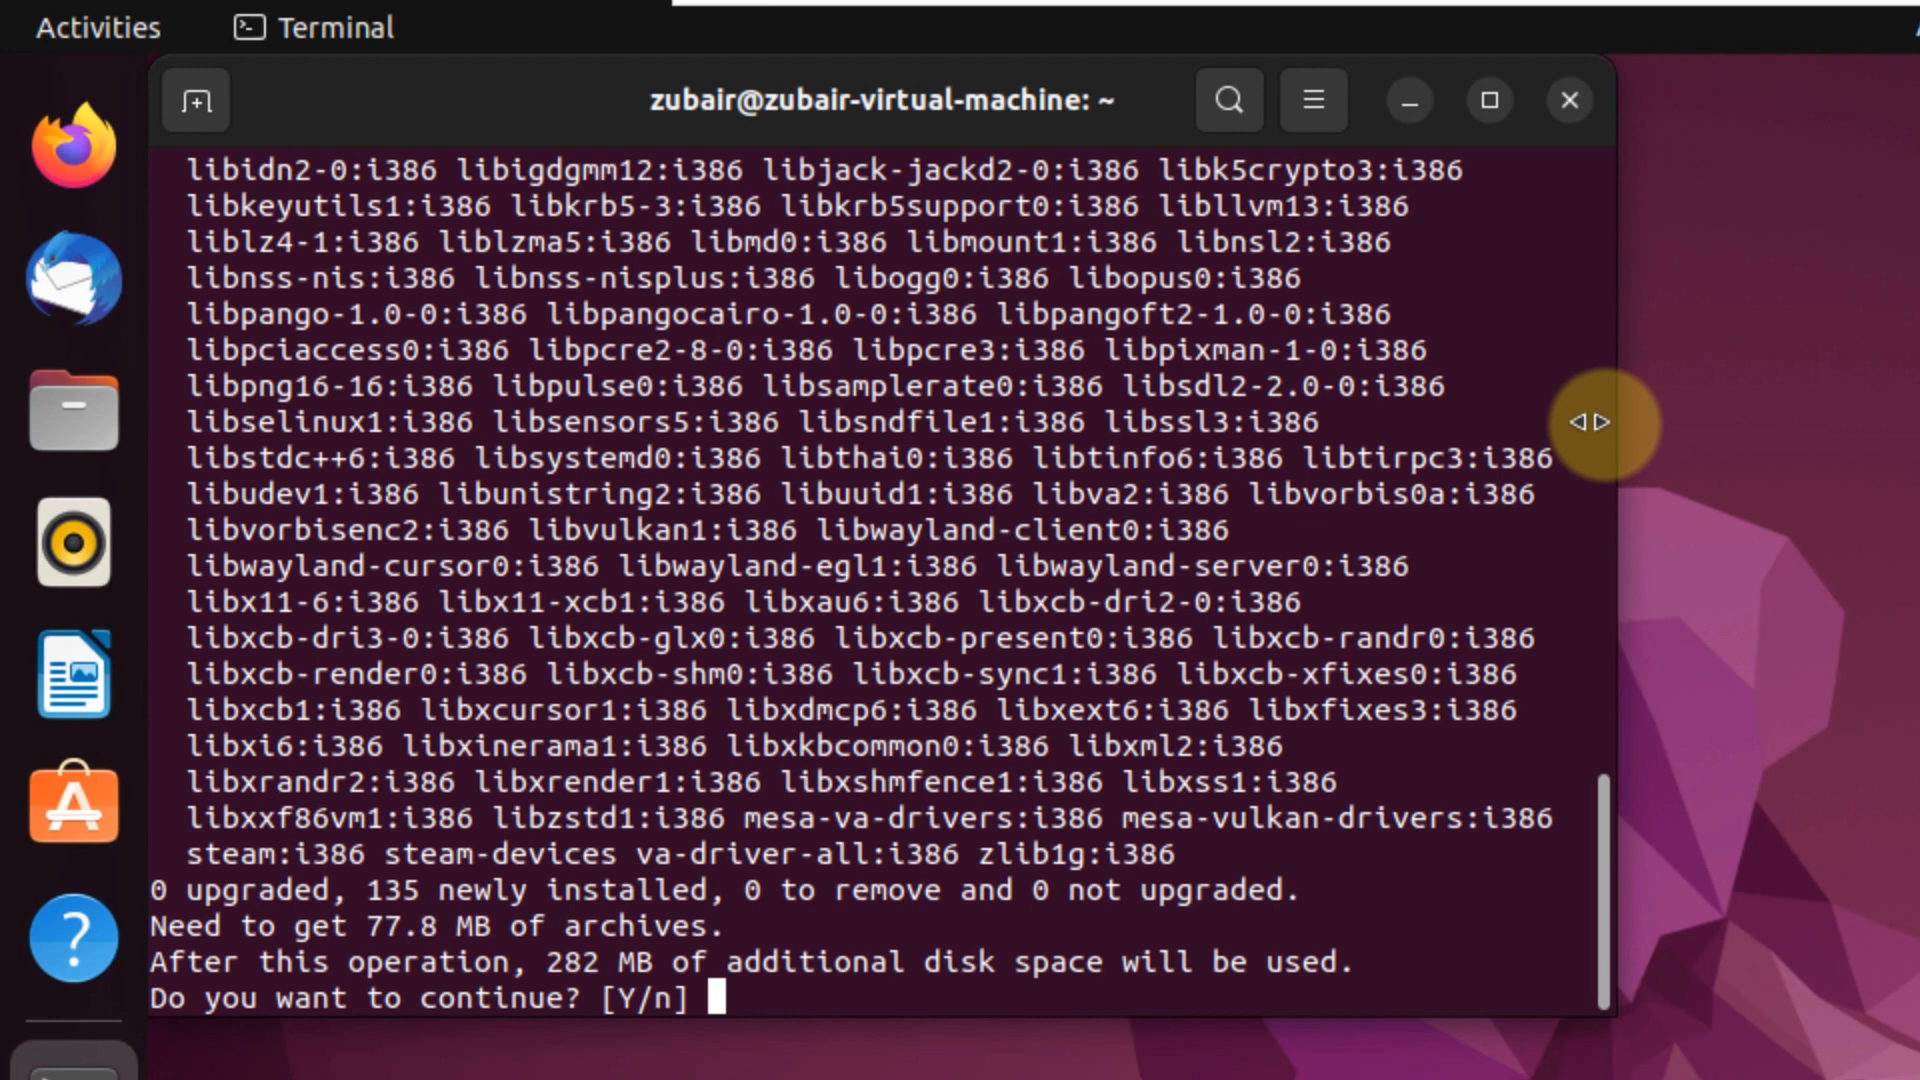 Activities Terminal
zubair@zubair-virtual-machine: ~
libidn2-0:i386 libigdgmm12:i386 libjack-jackd2-0:i386 libk5crypto3:i386
libkeyutils1:i386 libkrb5-3:i386 libkrb5support0:i386 libllvm13:i386
liblz4-1:i386 liblzma5:i386 libmd0:i386 libmount1:i386 libnsl2:i386
libnss-nis:i386 libnss-nisplus:i386 libogg0:i386 libopus0:i386
libpango-1.0-0:i386 libpangocairo-1.0-0:i386 libpangoft2-1.0-0:i386
libpciaccess0:i386 libpcre2-8-0:i386 libpcre3:i386 libpixman-1-0:i386
libpng16-16:i386 libpulse0:i386 libsamplerate0:i386 libsdl2-2.0-0:i386
libselinux1:i386 libsensors5:i386 libsndfile1:i386 libssl3:i386
libstdc++6:i386 libsystemd0:i386 libthai0:i386 libtinfo6:i386 libtirpc3:i386
libudev1:i386 libunistring2:i386 libuuid1:i386 libva2:i386 libvorbis0a:i386
libvorbisenc2:i386 libvulkan1:i386 libwayland-client0:i386
libwayland-cursor0:i386 libwayland-egl1:i386 libwayland-server0:i386
libx11-6:i386 libx11-xcb1:i386 libxau6:i386 libxcb-dri2-0:i386
libxcb-dri3-0:i386 libxcb-glx0:i386 libxcb-present0:i386 libxcb-randr0:i386
libxcb-render0:i386 libxcb-shm0:i386 libxcb-sync1:i386 libxcb-xfixes0:i386
libxcb1:i386 libxcursor1:i386 libxdmcp6:i386 libxext6:i386 libxfixes3:i386
libxi6:i386 libxinerama1:i386 libxkbcommon0:i386 libxml2:i386
libxrandr2:i386 libxrender1:i386 libxshmfence1:i386 libxss1:i386
libxxf86vm1:i386 libzstd1:i386 mesa-va-drivers:i386 mesa-vulkan-drivers:i386
steam:i386 steam-devices va-driver-all:i386 zlib1g:i386
0 upgraded, 135 newly installed, 0 to remove and 0 not upgraded.
Need to get 77.8 MB of archives.
After this operation, 282 MB of additional disk space will be used.
Do you want to continue? [Y/n]